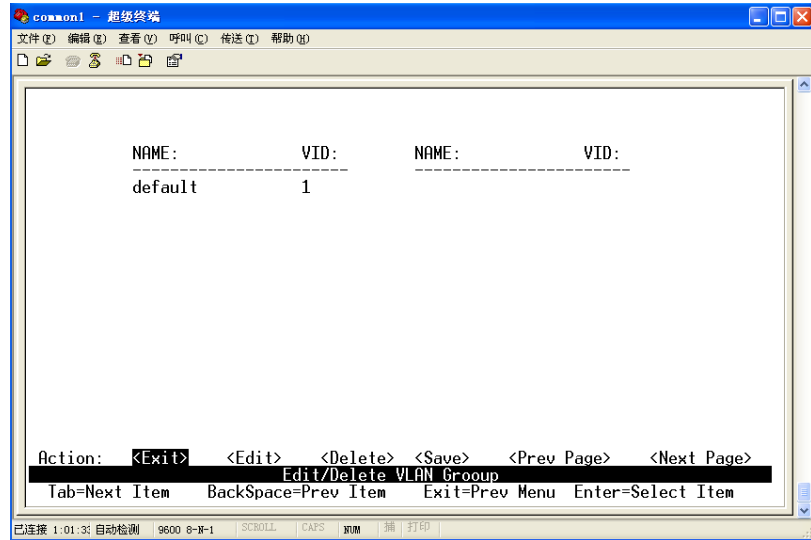 common1 - 超级终端
文件(F) 编辑(E) 查看(V) 呼叫(C) 传送(T) 帮助(H)
NAME: VID: NAME: VID:
default 1
Action: <Exit> <Edit> <Delete> <Save> <Prev Page> <Next Page>
Edit/Delete VLAN Grooup
Tab=Next Item BackSpace=Prev Item Exit=Prev Menu Enter=Select Item
已连接 1:01:33 自动检测 9600 8-N-1 SCROLL CAPS NUM 捕 打印